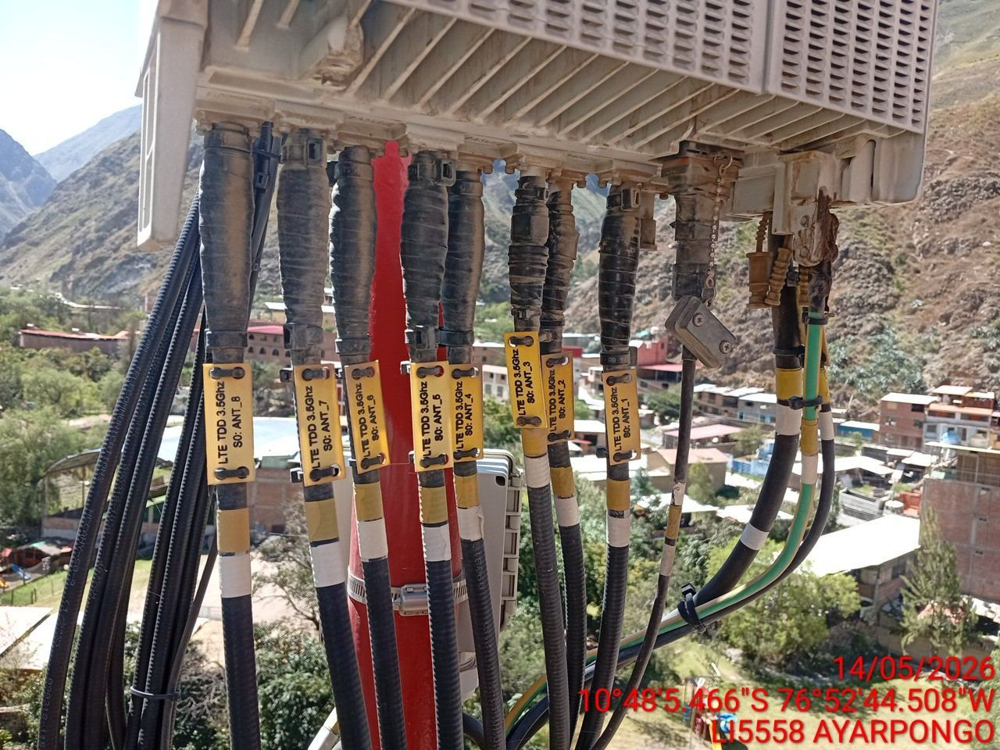 LTE TDD 3.5Ghz
S0: ANT_8
LTE TDD 3.5Ghz
S0: ANT_7
LTE TDD 3.5Ghz
S0: ANT_6
LTE TDD 3.5Ghz
S0: ANT_5
LTE TDD 3.5Ghz
S0: ANT_4
LTE TDD 3.5Ghz
S0: ANT_3
LTE TDD 3.5Ghz
S0: ANT_2
LTE TDD 3.5Ghz
S0: ANT_1
14/05/2026
10°48'5.466"S 76°52'44.508"W
LI5558 AYARPONGO